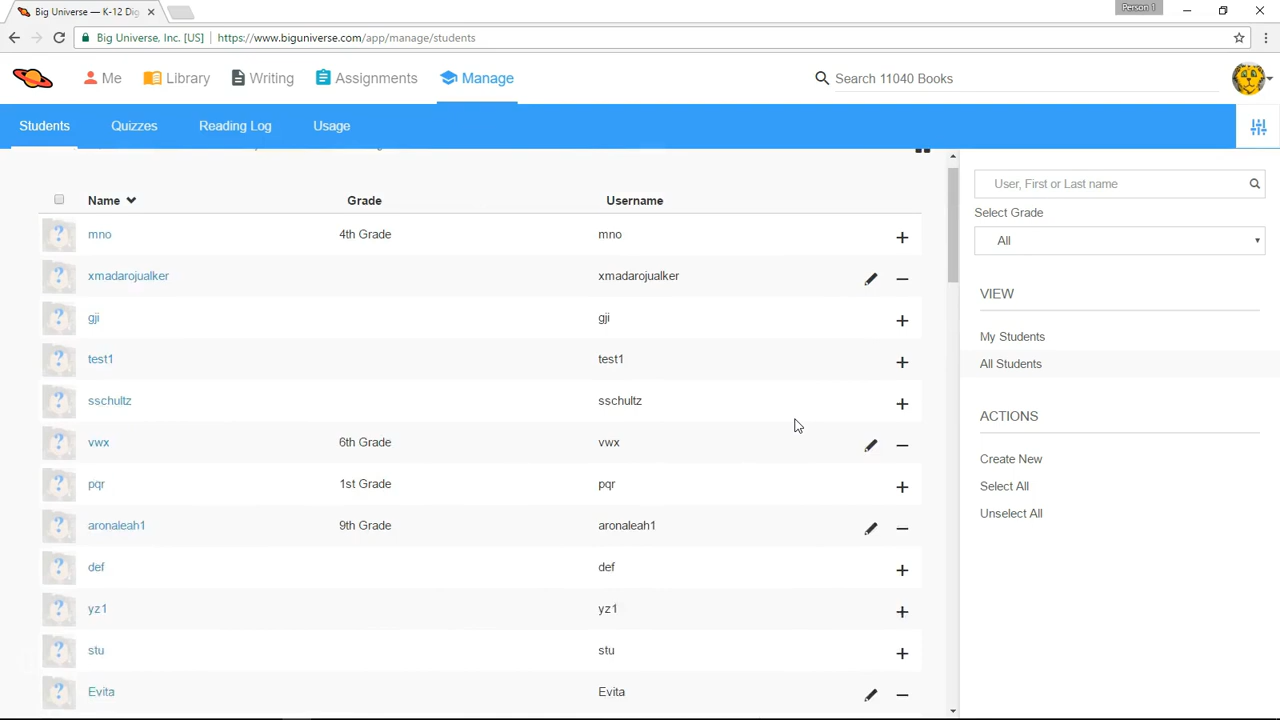 Big Universe — K-12 Dig
Person 1
Big Universe, Inc. [US]
https://www.biguniverse.com/app/manage/students
Me
Library
Writing
Assignments
Manage
Search 11040 Books
Students
Quizzes
Reading Log
Usage
Name
Grade
Username
mno 4th Grade mno
xmadarojualker xmadarojualker
gji gji
test1 test1
sschultz sschultz
vwx 6th Grade vwx
pqr 1st Grade pqr
aronaleah1 9th Grade aronaleah1
def def
yz1 yz1
stu stu
Evita Evita
User, First or Last name
Select Grade
All
VIEW
My Students
All Students
ACTIONS
Create New
Select All
Unselect All